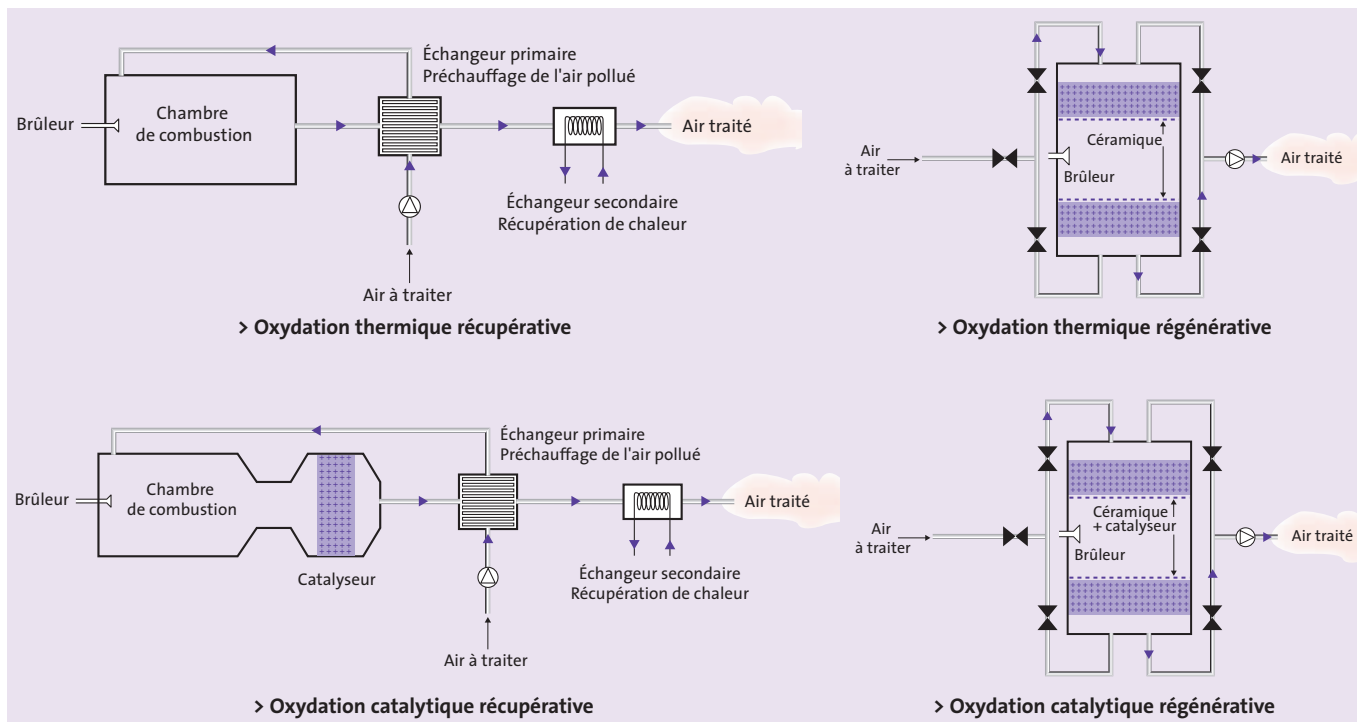 Échangeur primaire
Préchauffage de l'air pollué
Brûleur
Chambre
de combustion
Air traité
Échangeur secondaire
Récupération de chaleur
Air à traiter
> Oxydation thermique récupérative
Céramique
Air
à traiter
Brûleur
Air traité
> Oxydation thermique régénérative
Échangeur primaire
Préchauffage de l'air pollué
Brûleur
Chambre
de combustion
Air traité
Catalyseur
Échangeur secondaire
Récupération de chaleur
Air à traiter
> Oxydation catalytique récupérative
Céramique
+ catalyseur
Air
à traiter
Brûleur
Air traité
> Oxydation catalytique régénérative